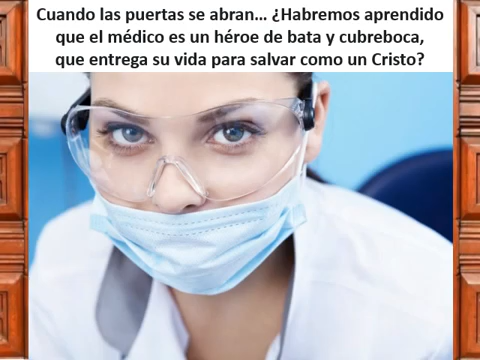 Cuando las puertas se abran... ¿Habremos aprendido
que el médico es un héroe de bata y cubreboca,
que entrega su vida para salvar como un Cristo?